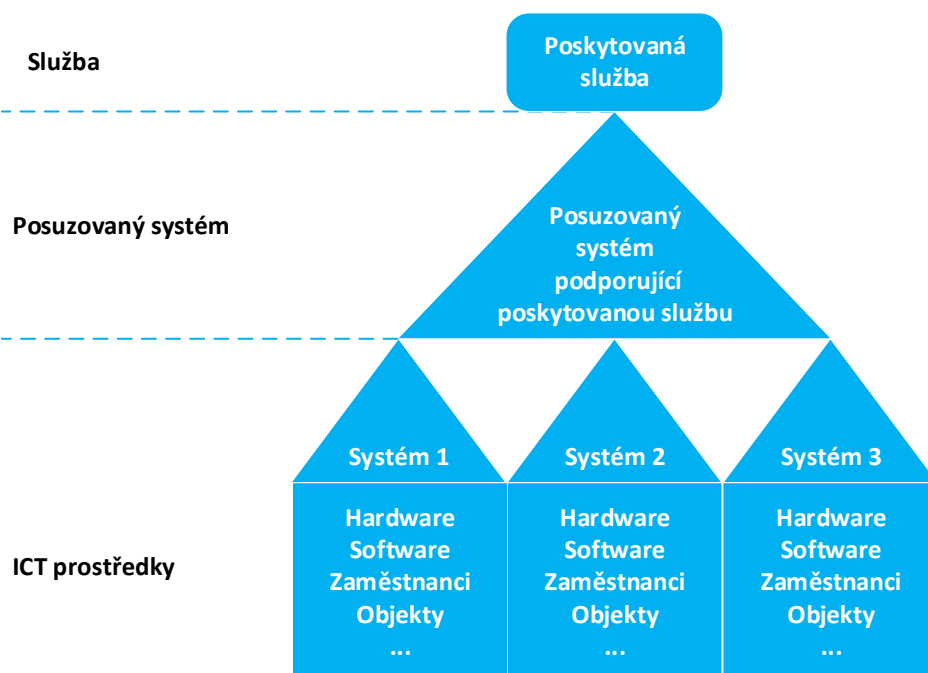 Služba
Poskytovaná
služba
Posuzovaný systém
Posuzovaný
systém
podporující
poskytovanou službu
Systém 1
Systém 2
Systém 3
ICT prostředky
Hardware
Software
Zaměstnanci
Objekty
...
Hardware
Software
Zaměstnanci
Objekty
...
Hardware
Software
Zaměstnanci
Objekty
...